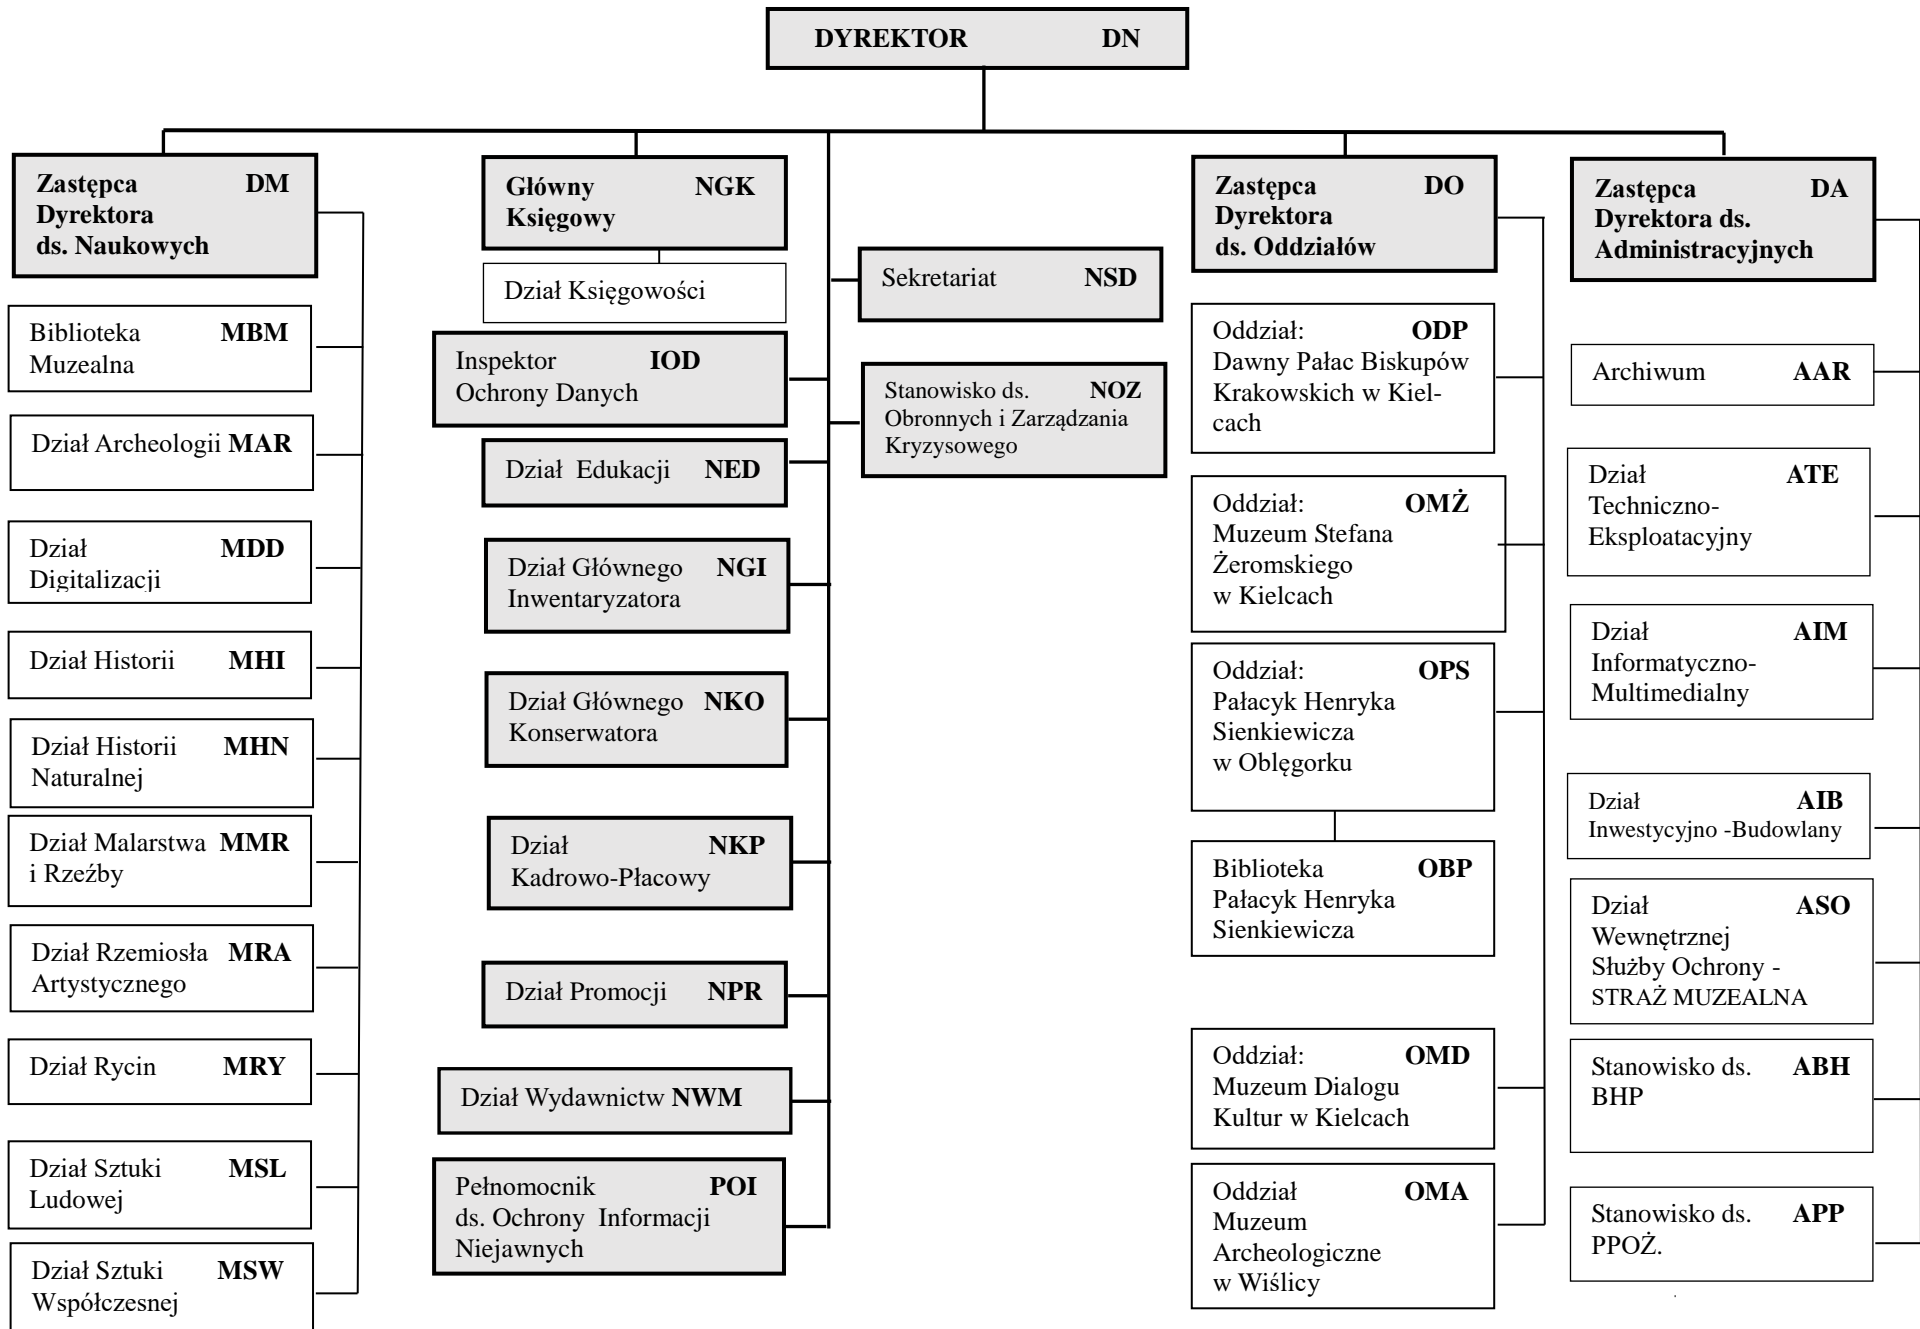 DYREKTOR DN
Zastępca DM
Dyrektora
ds. Naukowych
Biblioteka MBM
Muzealna
Dział Archeologii MAR
Dział MDD
Digitalizacji
Dział Historii MHI
Dział Historii MHN
Naturalnej
Dział Malarstwa MMR
i Rzeźby
Dział Rzemiosła MRA
Artystycznego
Dział Rycin MRY
Dział Sztuki MSL
Ludowej
Dział Sztuki MSW
Współczesnej
Główny NGK
Księgowy
Dział Księgowości
Inspektor IOD
Ochrony Danych
Dział Edukacji NED
Dział Głównego NGI
Inwentaryzatora
Dział Głównego NKO
Konserwatora
Dział NKP
Kadrowo-Płacowy
Dział Promocji NPR
Dział Wydawnictw NWM
Pełnomocnik POI
ds. Ochrony Informacji
Niejawnych
Sekretariat NSD
Stanowisko ds. NOZ
Obronnych i Zarządzania
Kryzysowego
Zastępca DO
Dyrektora
ds. Oddziałów
Oddział: ODP
Dawny Pałac Biskupów
Krakowskich w Kiel-
cach
Oddział: OMŻ
Muzeum Stefana
Żeromskiego
w Kielcach
Oddział: OPS
Pałacyk Henryka
Sienkiewicza
w Oblęgorku
Biblioteka OBP
Pałacyk Henryka
Sienkiewicza
Oddział: OMD
Muzeum Dialogu
Kultur w Kielcach
Oddział OMA
Muzeum
Archeologiczne
w Wiślicy
Zastępca DA
Dyrektora ds.
Administracyjnych
Archiwum AAR
Dział ATE
Techniczno-
Eksploatacyjny
Dział AIM
Informatyczno-
Multimedialny
Dział AIB
Inwestycyjno -Budowlany
Dział ASO
Wewnętrznej
Służby Ochrony -
STRAŻ MUZEALNA
Stanowisko ds. ABH
BHP
Stanowisko ds. APP
PPOŻ.